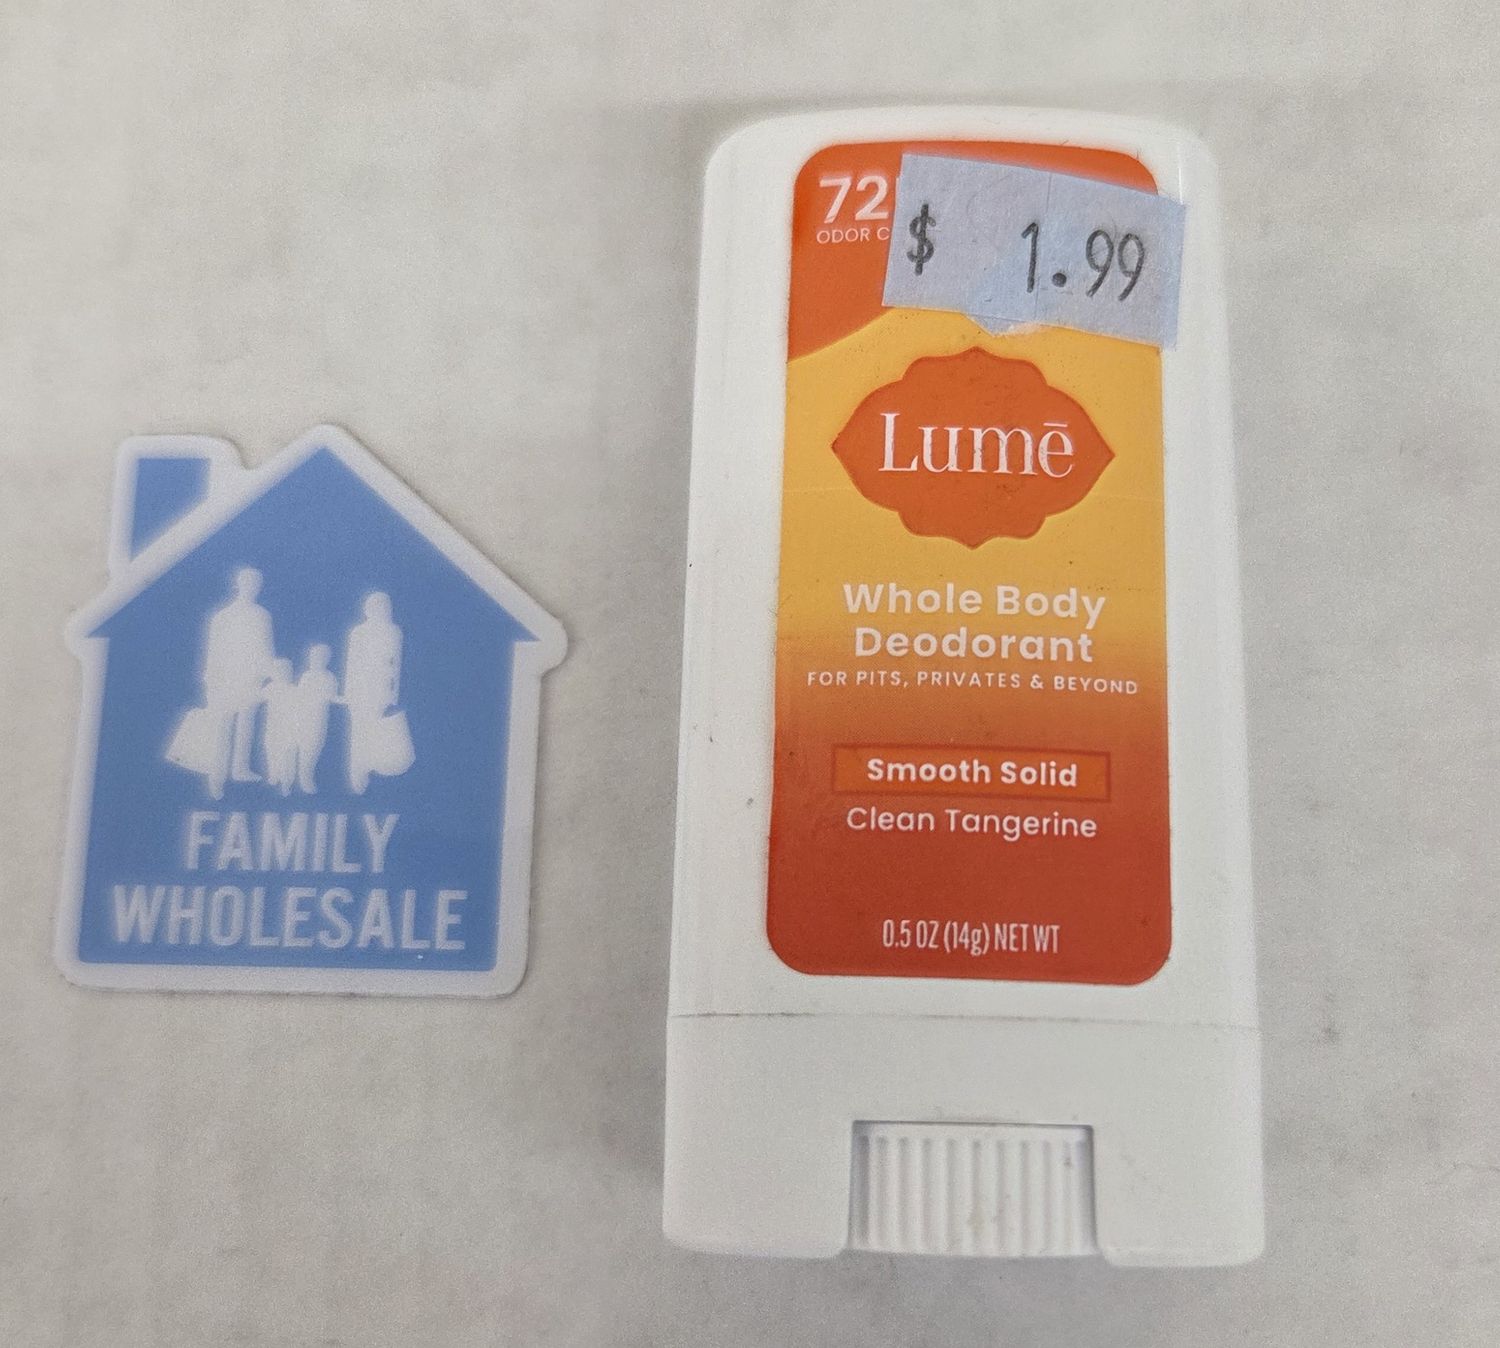 FAMILY
WHOLESALE
72
ODOR C
$ 1.99
Lumē
Whole Body
Deodorant
FOR PITS, PRIVATES & BEYOND
Smooth Solid
Clean Tangerine
0.5 OZ (14g) NET WT